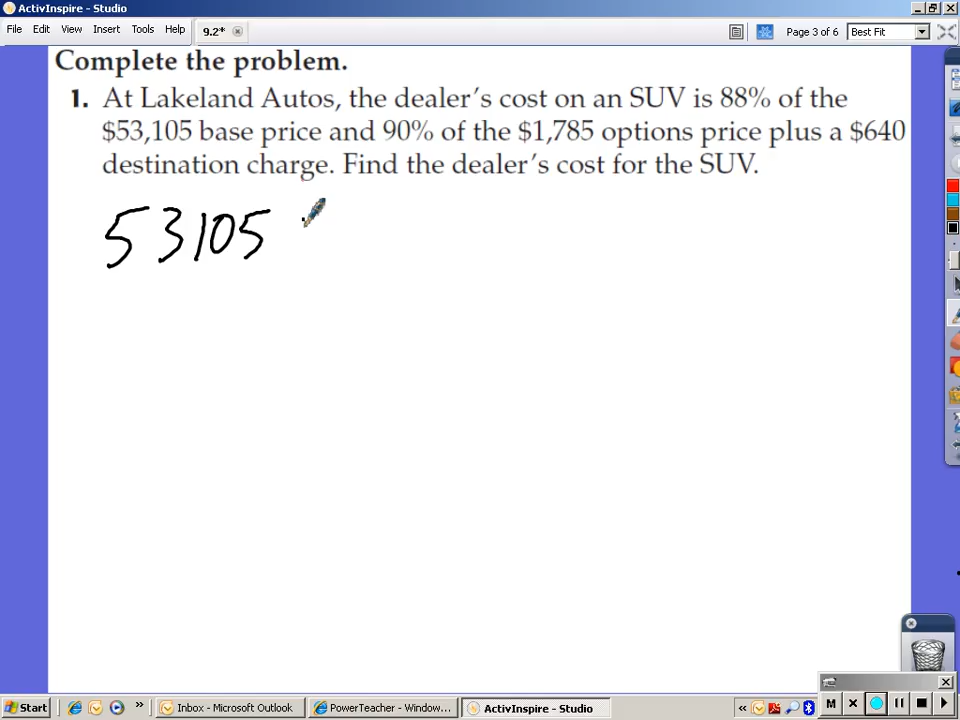 ActivInspire - Studio
File Edit View Insert Tools Help 9.2* Page 3 of 6 Best Fit
Complete the problem.
1. At Lakeland Autos, the dealer's cost on an SUV is 88% of the
$53,105 base price and 90% of the $1,785 options price plus a $640
destination charge. Find the dealer's cost for the SUV.
53105
M
Start » Inbox - Microsoft Outlook PowerTeacher - Window... ActivInspire - Studio «